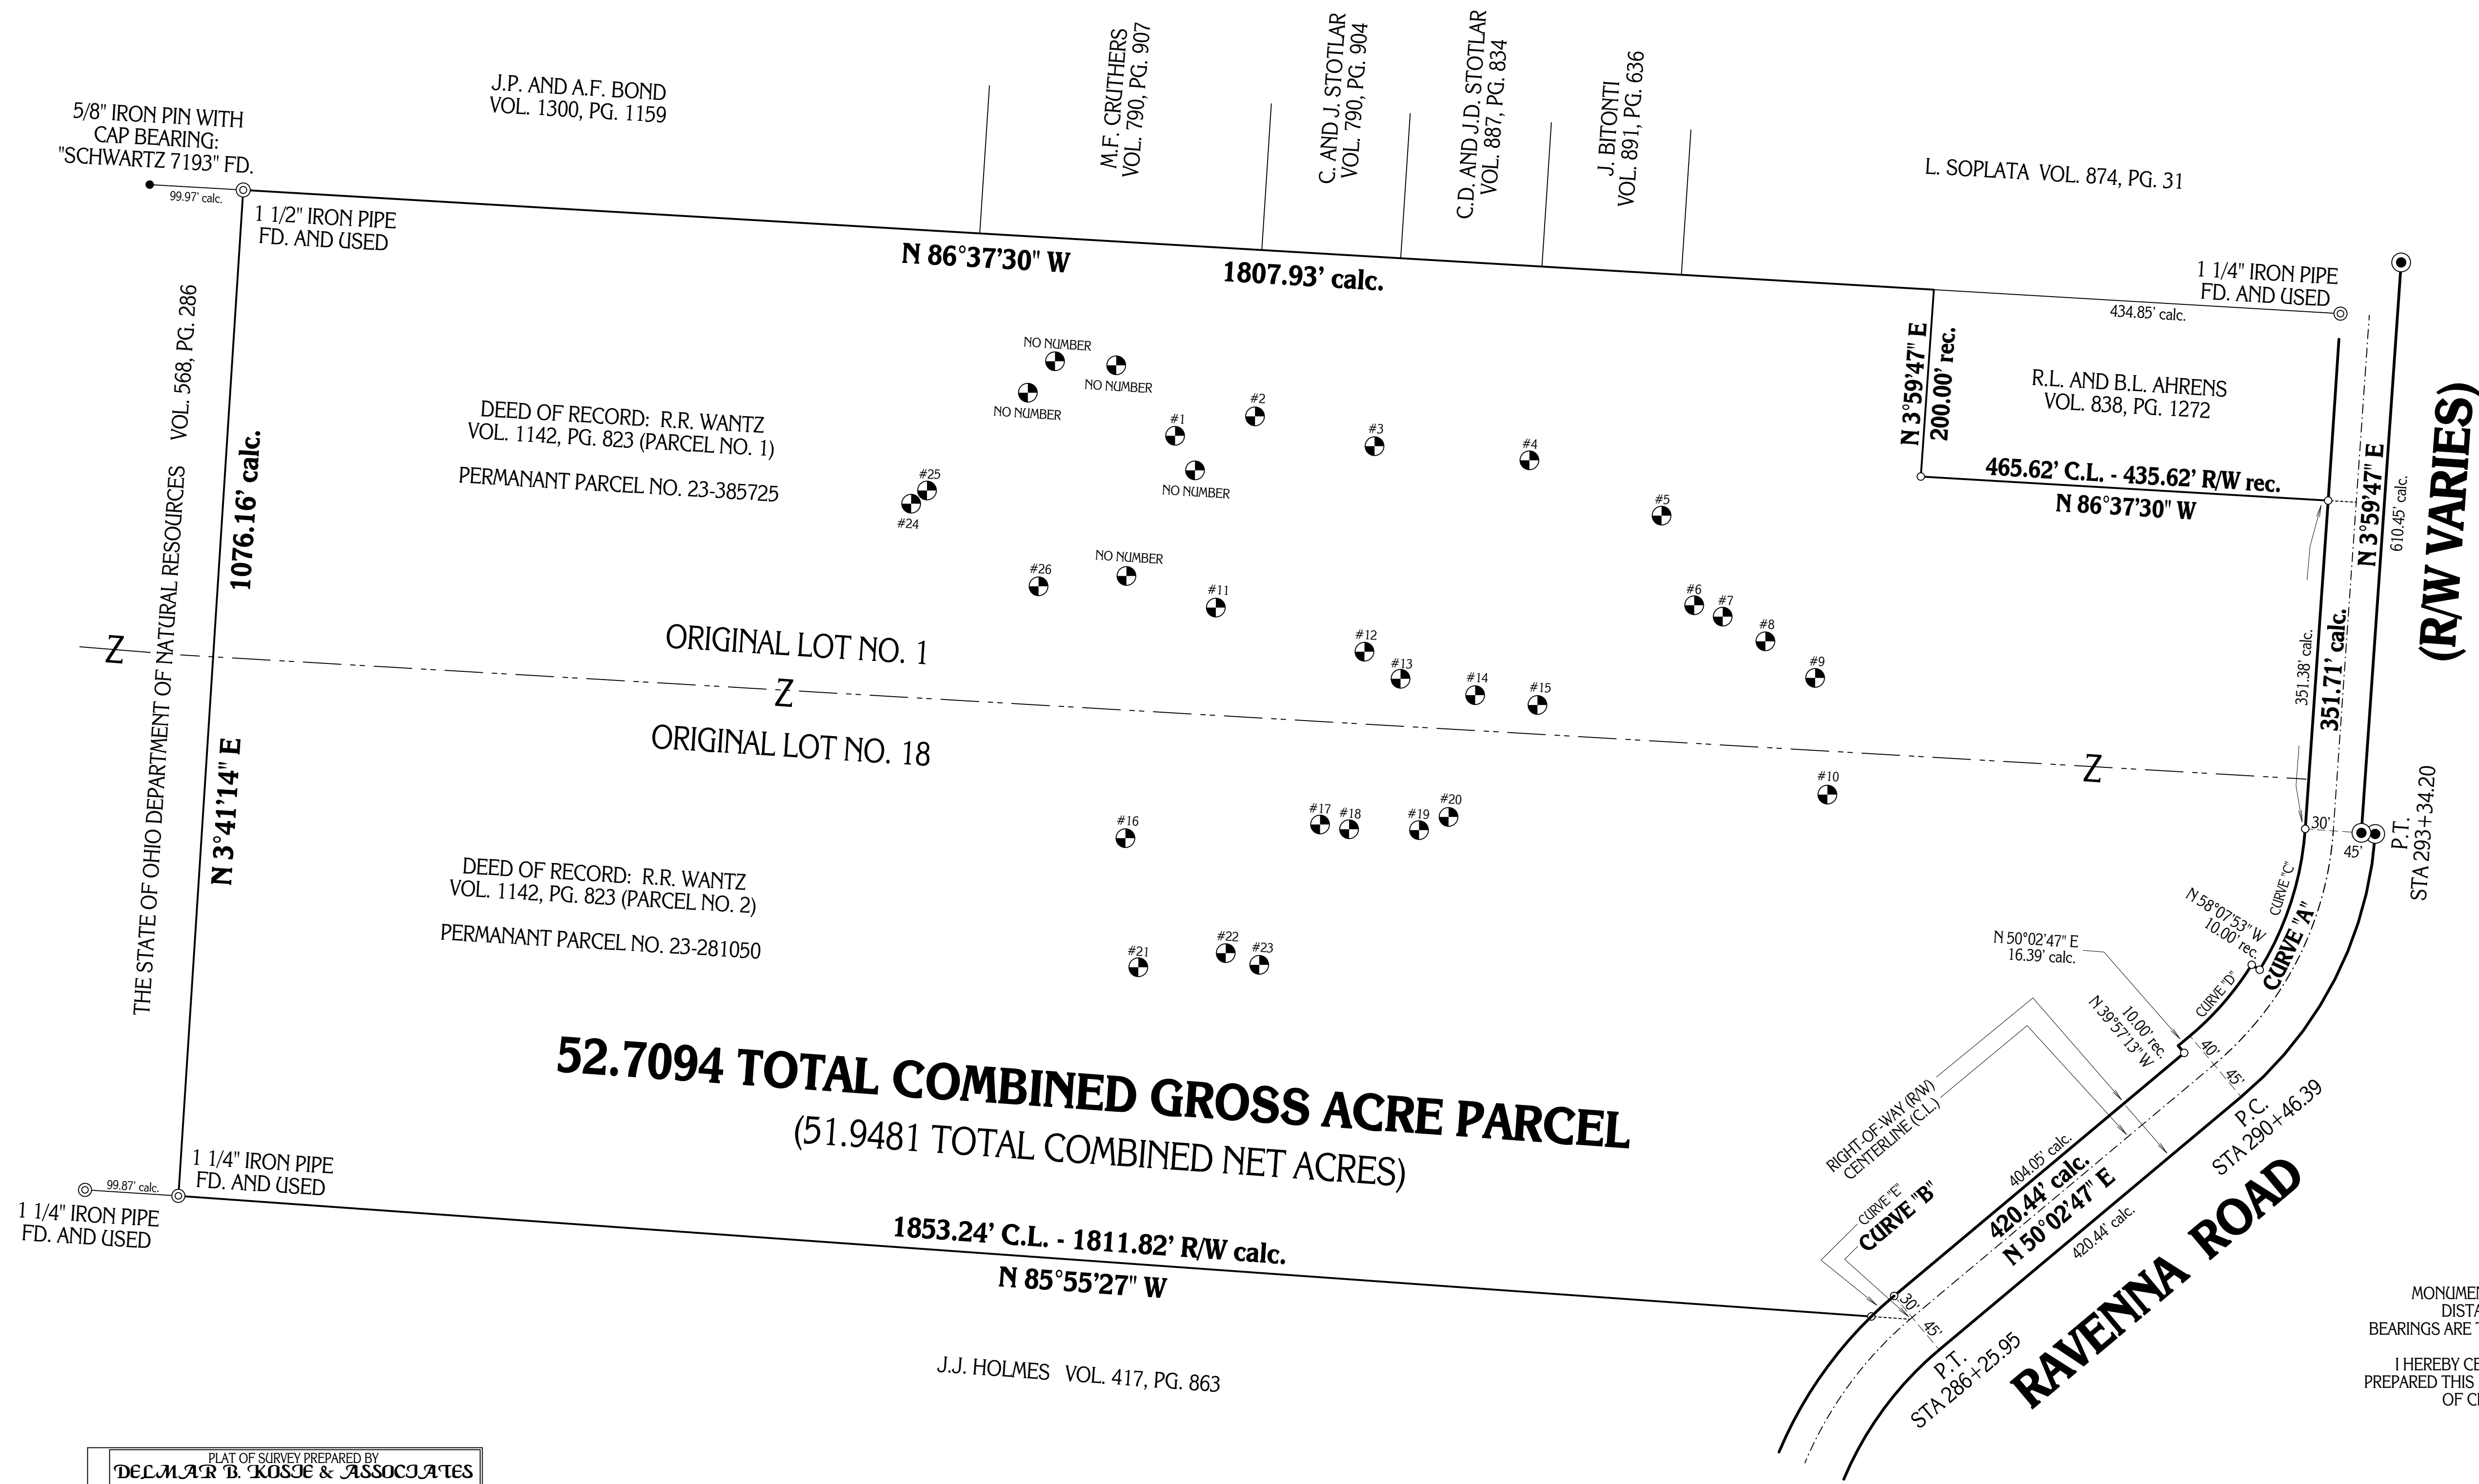 J.P. AND A.F. BOND
VOL. 1300, PG. 1159
M.F. CRUTHERS
VOL. 790, PG. 907
C. AND J. STOTLAR
VOL. 790, PG. 904
C.D. AND J.D. STOTLAR
VOL. 887, PG. 834
J. BITONTI
VOL. 891, PG. 636
L. SOPLATA VOL. 874, PG. 31
5/8" IRON PIN WITH
CAP BEARING:
"SCHWARTZ 7193" FD.
99.97' calc.
1 1/2" IRON PIPE
FD. AND USED
N 86°37'30" W
1807.93' calc.
1 1/4" IRON PIPE
FD. AND USED
434.85' calc.
N 3°59'47" E
200.00' rec.
R.L. AND B.L. AHRENS
VOL. 838, PG. 1272
465.62' C.L. - 435.62' R/W rec.
N 86°37'30" W
N 3°59'47" E
610.45' calc.
(R/W VARIES)
THE STATE OF OHIO DEPARTMENT OF NATURAL RESOURCES VOL. 568, PG. 286
1076.16' calc.
N 3°41'14" E
DEED OF RECORD: R.R. WANTZ
VOL. 1142, PG. 823 (PARCEL NO. 1)
PERMANANT PARCEL NO. 23-385725
NO NUMBER
NO NUMBER
NO NUMBER
#1
#2
#3
#4
NO NUMBER
#5
#25
#24
#26
NO NUMBER
#11
#6
#7
#8
#9
#12
#13
#14
#15
ORIGINAL LOT NO. 1
Z
Z
Z
ORIGINAL LOT NO. 18
351.38' calc.
351.71' calc.
#10
#16
#17
#18
#19
#20
#21
#22
#23
30'
45'
P.T.
STA 293+34.20
DEED OF RECORD: R.R. WANTZ
VOL. 1142, PG. 823 (PARCEL NO. 2)
PERMANANT PARCEL NO. 23-281050
CURVE "C"
CURVE "A"
N 58°07'53" W
10.00' rec.
N 50°02'47" E
16.39' calc.
CURVE "D"
10.00' rec.
N 39°57'13" W
40'
45'
P.C.
STA 290+46.39
52.7094 TOTAL COMBINED GROSS ACRE PARCEL
(51.9481 TOTAL COMBINED NET ACRES)
RIGHT-OF-WAY (R/W)
CENTERLINE (C.L.)
404.05' calc.
420.44' calc.
N 50°02'47" E
420.44' calc.
CURVE "E"
CURVE "B"
RAVENNA ROAD
1 1/4" IRON PIPE
FD. AND USED
99.87' calc.
1 1/4" IRON PIPE
FD. AND USED
1853.24' C.L. - 1811.82' R/W calc.
N 85°55'27" W
30'
45'
P.T.
STA 286+25.95
J.J. HOLMES VOL. 417, PG. 863
MONUMEN
DISTA
BEARINGS ARE T
I HEREBY CE
PREPARED THIS
OF C
PLAT OF SURVEY PREPARED BY
DELMAR B. KOSIE & ASSOCIATES